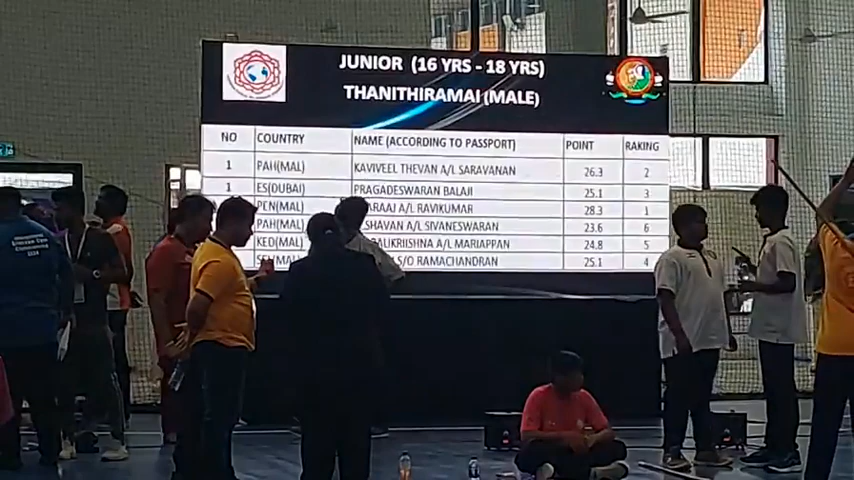 JUNIOR (16 YRS - 18 YRS)
THANITHIRAMAI (MALE)
NO COUNTRY NAME (ACCORDING TO PASSPORT) POINT RAKING
1 PAH(MAL) KAVIVEEL THEVAN A/L SARAVANAN 26.3 2
1 ES(DUBAI PRAGADESWARAN BALAJI 25.1 3
PEN(MAL) ARAAJ A/L RAVIKUMAR 28.3 1
PAH(MAL SHAVAN A/L SIVANESWARAN 23.6 6
KED(MAL) AUKRIISHNA A/L MARIAPPAN 24.8 5
S/O RAMACHANDRAN 25.1 4